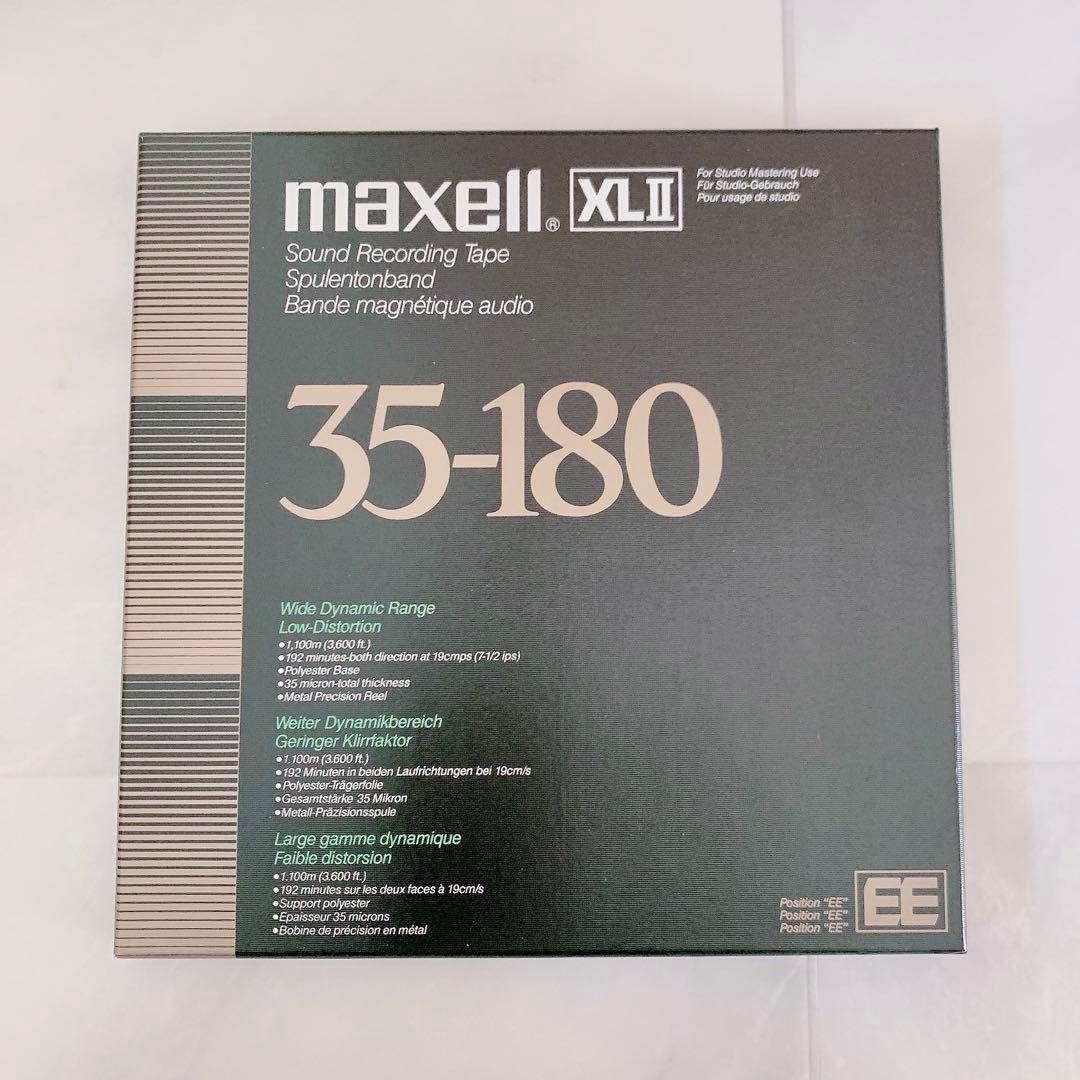 maxell® XLII
For Studio Mastering Use
Für Studio-Gebrauch
Pour usage de studio
Sound Recording Tape
Spulentonband
Bande magnétique audio
35-180
Wide Dynamic Range
Low-Distortion
•1,100m (3,600 ft.)
•192 minutes-both direction at 19cmps (7-1/2 ips)
•Polyester Base
•35 micron-total thickness
•Metal Precision Reel
Weiter Dynamikbereich
Geringer Klirrfaktor
•1.100m (3.600 ft.)
•192 Minuten in beiden Laufrichtungen bei 19cm/s
•Polyester-Trägerfolie
•Gesamtstärke 35 Mikron
•Metall-Präzisionsspule
Large gamme dynamique
Faible distorsion
•1.100m (3.600 ft.)
•192 minutes sur les deux faces à 19cm/s
•Support polyester
•Epaisseur 35 microns
•Bobine de précision en métal
Position "EE"
Position "EE"
Position "EE"
EE